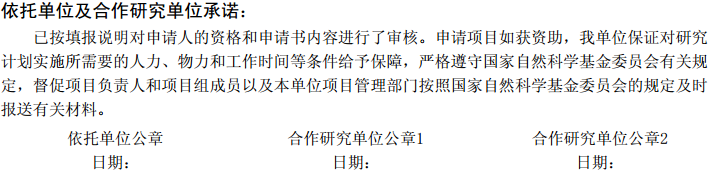 依托单位及合作研究单位承诺：
已按填报说明对申请人的资格和申请书内容进行了审核。申请项目如获资助，我单位保证对研究
计划实施所需要的人力、物力和工作时间等条件给予保障，严格遵守国家自然科学基金委员会有关规
定，督促项目负责人和项目组成员以及本单位项目管理部门按照国家自然科学基金委员会的规定及时
报送有关材料。
依托单位公章 合作研究单位公章1 合作研究单位公章2
日期： 日期： 日期：